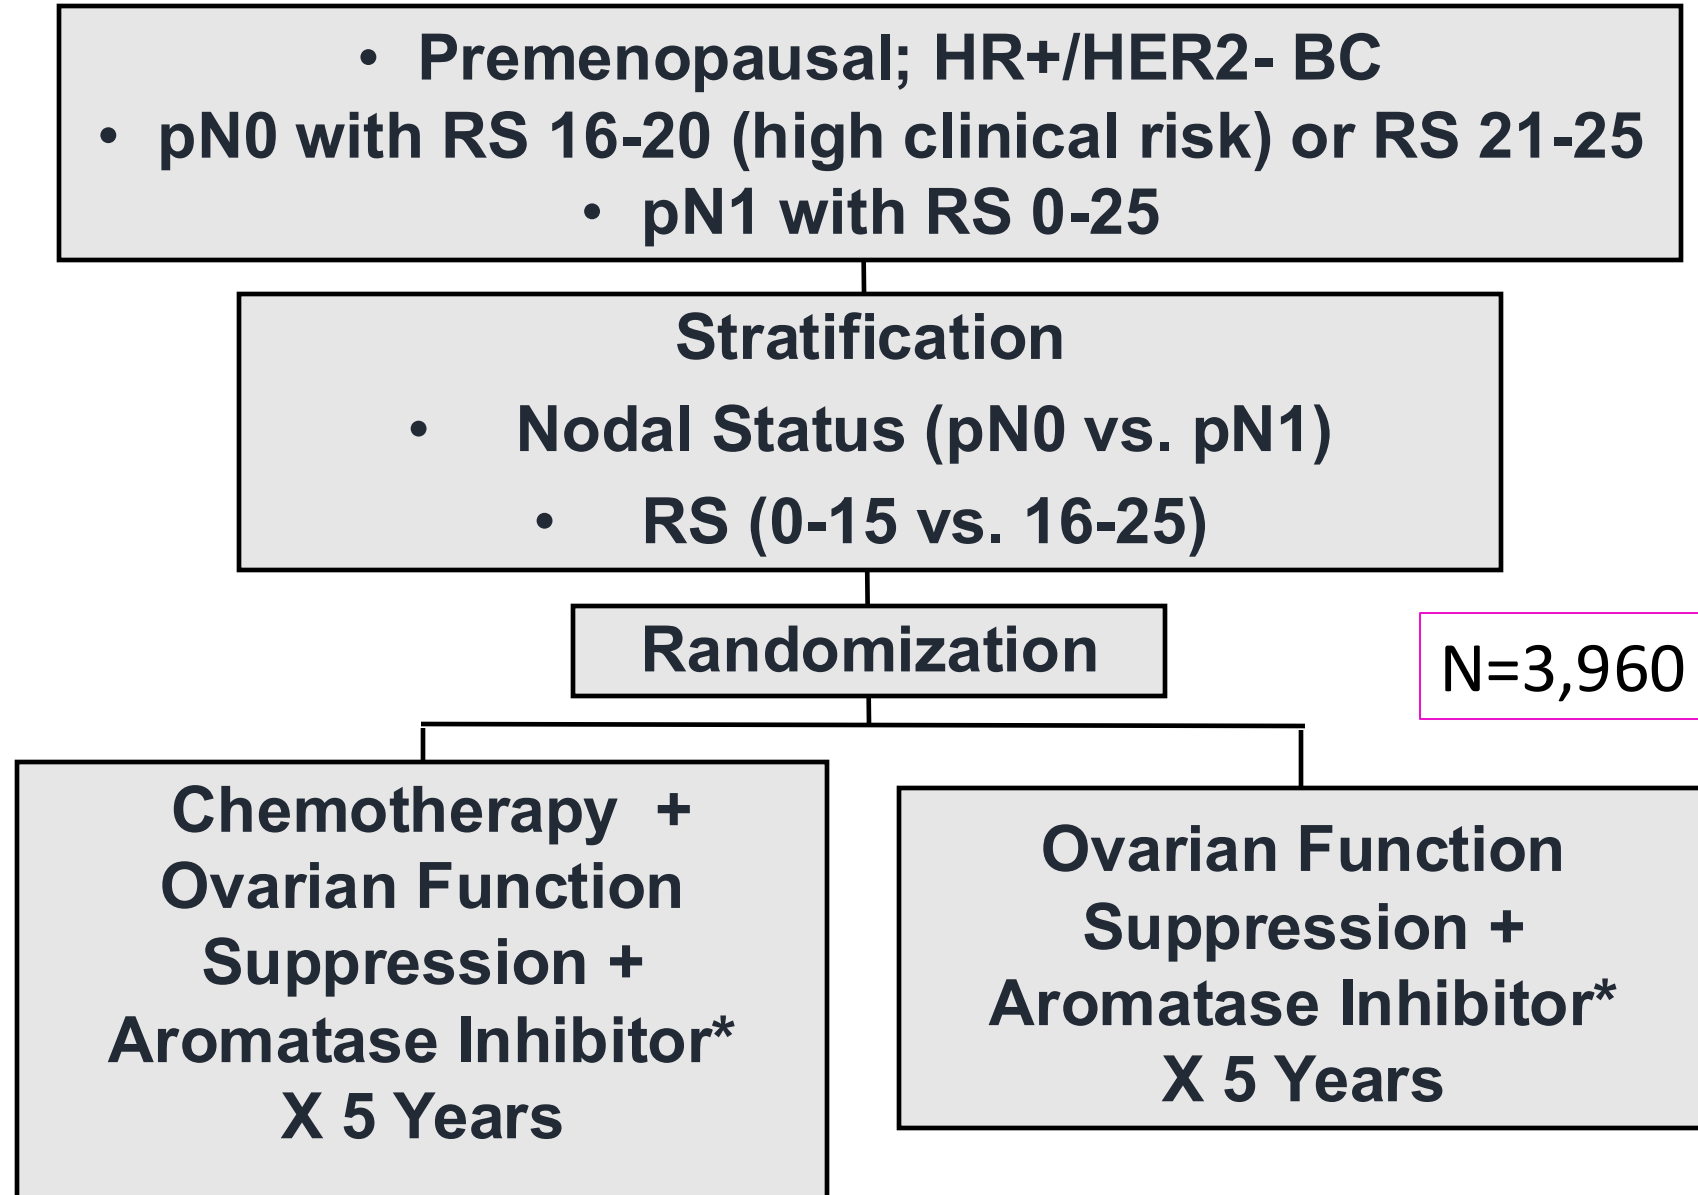 • Premenopausal; HR+/HER2- BC
• pN0 with RS 16-20 (high clinical risk) or RS 21-25
• pN1 with RS 0-25
Stratification
• Nodal Status (pN0 vs. pN1)
• RS (0-15 vs. 16-25)
Randomization
N=3,960
Chemotherapy +
Ovarian Function
Suppression +
Aromatase Inhibitor*
X 5 Years
Ovarian Function
Suppression +
Aromatase Inhibitor*
X 5 Years